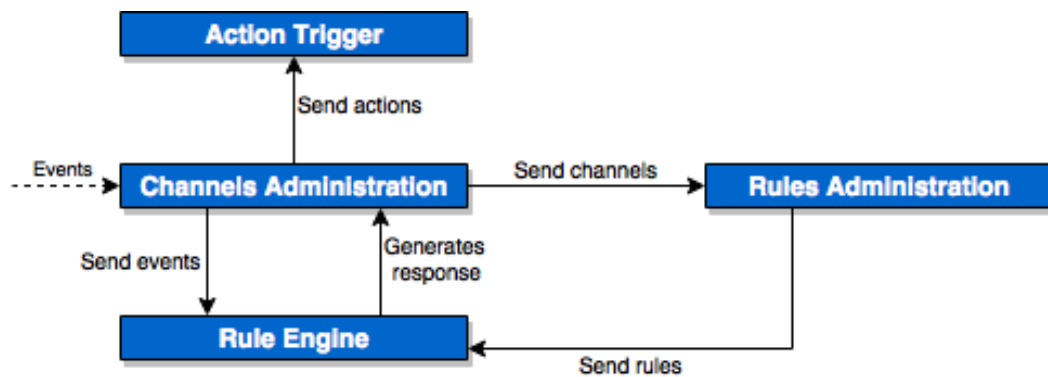 Action Trigger
Send actions
Events
Channels Administration
Send channels
Rules Administration
Send events
Generates
response
Rule Engine
Send rules